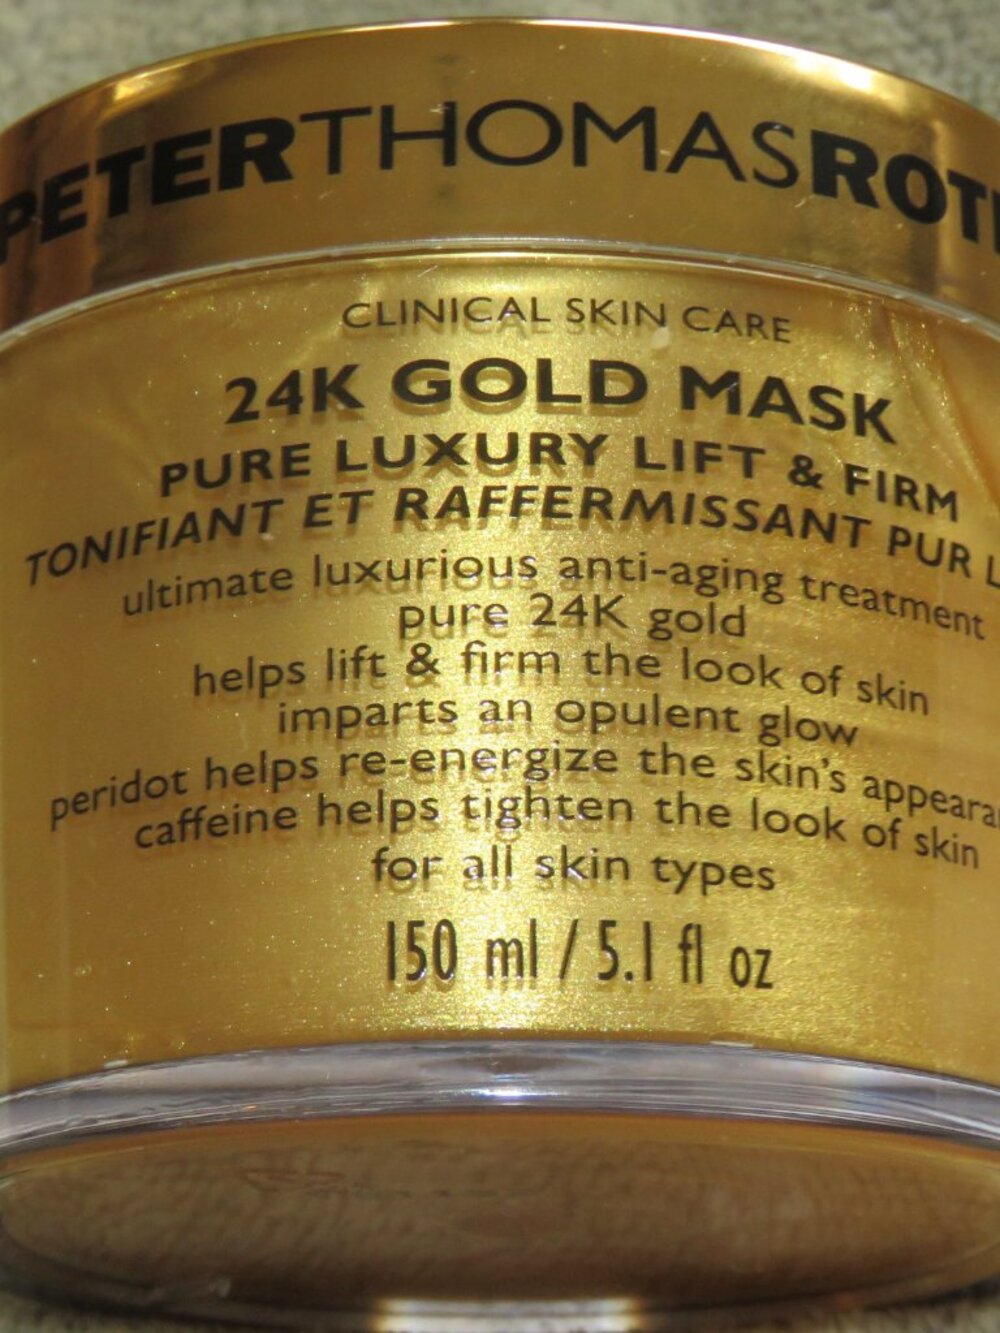 PETERTHOMASROT
CLINICAL SKIN CARE
24K GOLD MASK
PURE LUXURY LIFT & FIRM
TONIFIANT ET RAFFERMISSANT PUR L
ultimate luxurious anti-aging treatment
pure 24K gold
helps lift & firm the look of skin
imparts an opulent glow
peridot helps re-energize the skin's appeara
caffeine helps tighten the look of skin
for all skin types
150 ml / 5.1 fl oz